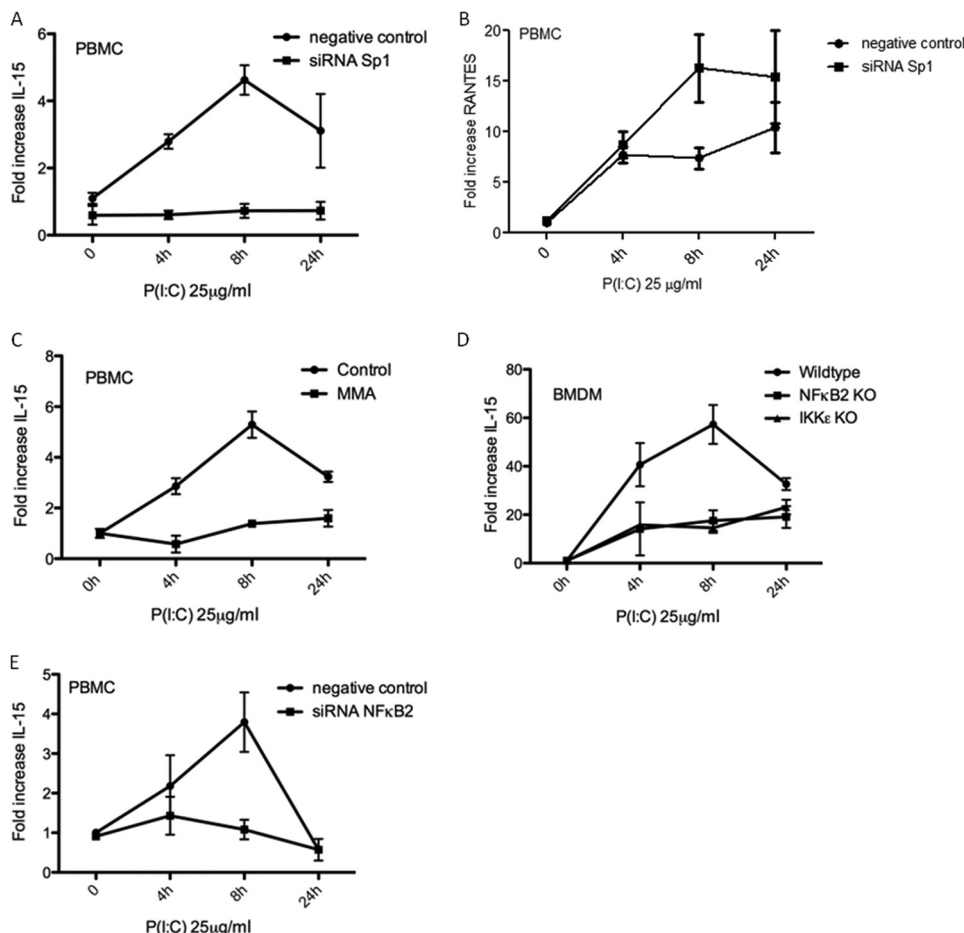 A
PBMC
negative control
siRNA Sp1
Fold increase IL-15
6
4
2
0
0
4h
8h
24h
P(I:C) 25μg/ml
B
PBMC
negative control
siRNA Sp1
Fold increase RANTES
20
15
10
5
0
0
4h
8h
24h
P(I:C) 25 μg/ml
C
PBMC
Control
MMA
Fold increase IL-15
8
6
4
2
0
0h
4h
8h
24h
P(I:C) 25μg/ml
D
BMDM
Wildtype
NFκB2 KO
IKKε KO
Fold increase IL-15
80
60
40
20
0
0h
4h
8h
24h
P(I:C) 25μg/ml
E
PBMC
negative control
siRNA NFκB2
Fold increase IL-15
5
4
3
2
1
0
0
4h
8h
24h
P(I:C) 25μg/ml